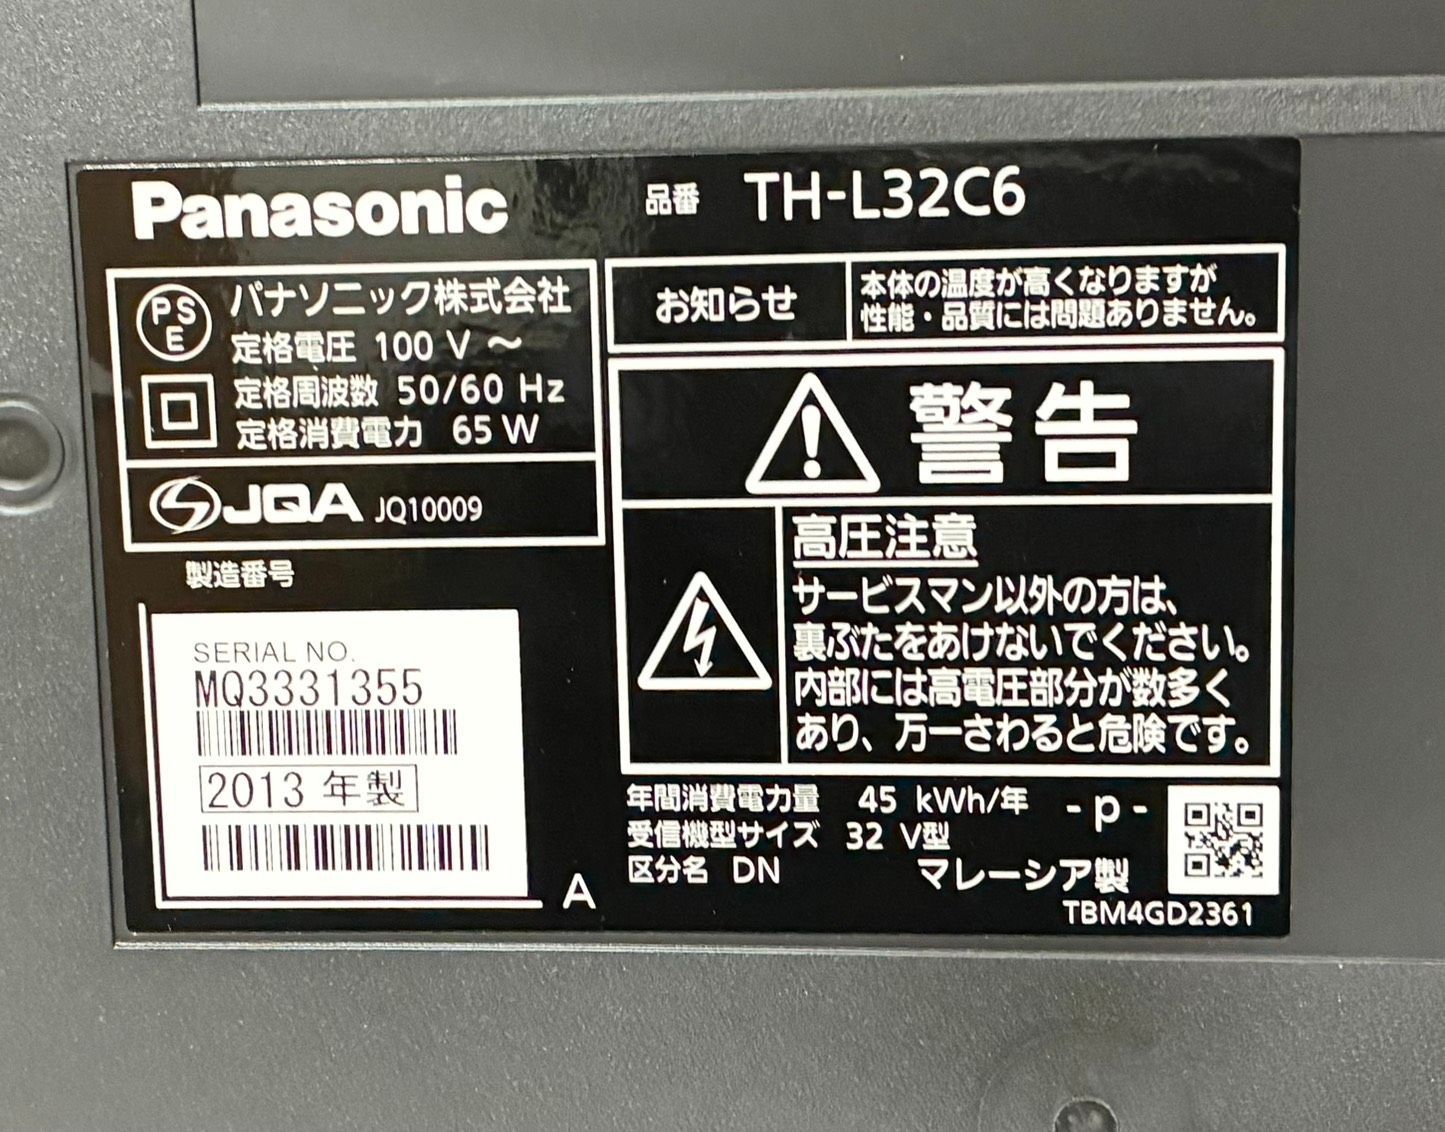 Panasonic
品番 TH-L32C6
PS
E
パナソニック株式会社
定格電圧 100 V ～
定格周波数 50/60 Hz
定格消費電力 65 W
JQA JQ10009
製造番号
SERIAL NO.
MQ3331355
2013 年製
A
お知らせ
本体の温度が高くなりますが
性能・品質には問題ありません。
警告
高圧注意
サービスマン以外の方は、
裏ぶたをあけないでください。
内部には高電圧部分が数多く
あり、万一さわると危険です。
年間消費電力量 45 kWh/年 -p-
受信機型サイズ 32 V型
区分名 DN
マレーシア製
TBM4GD2361